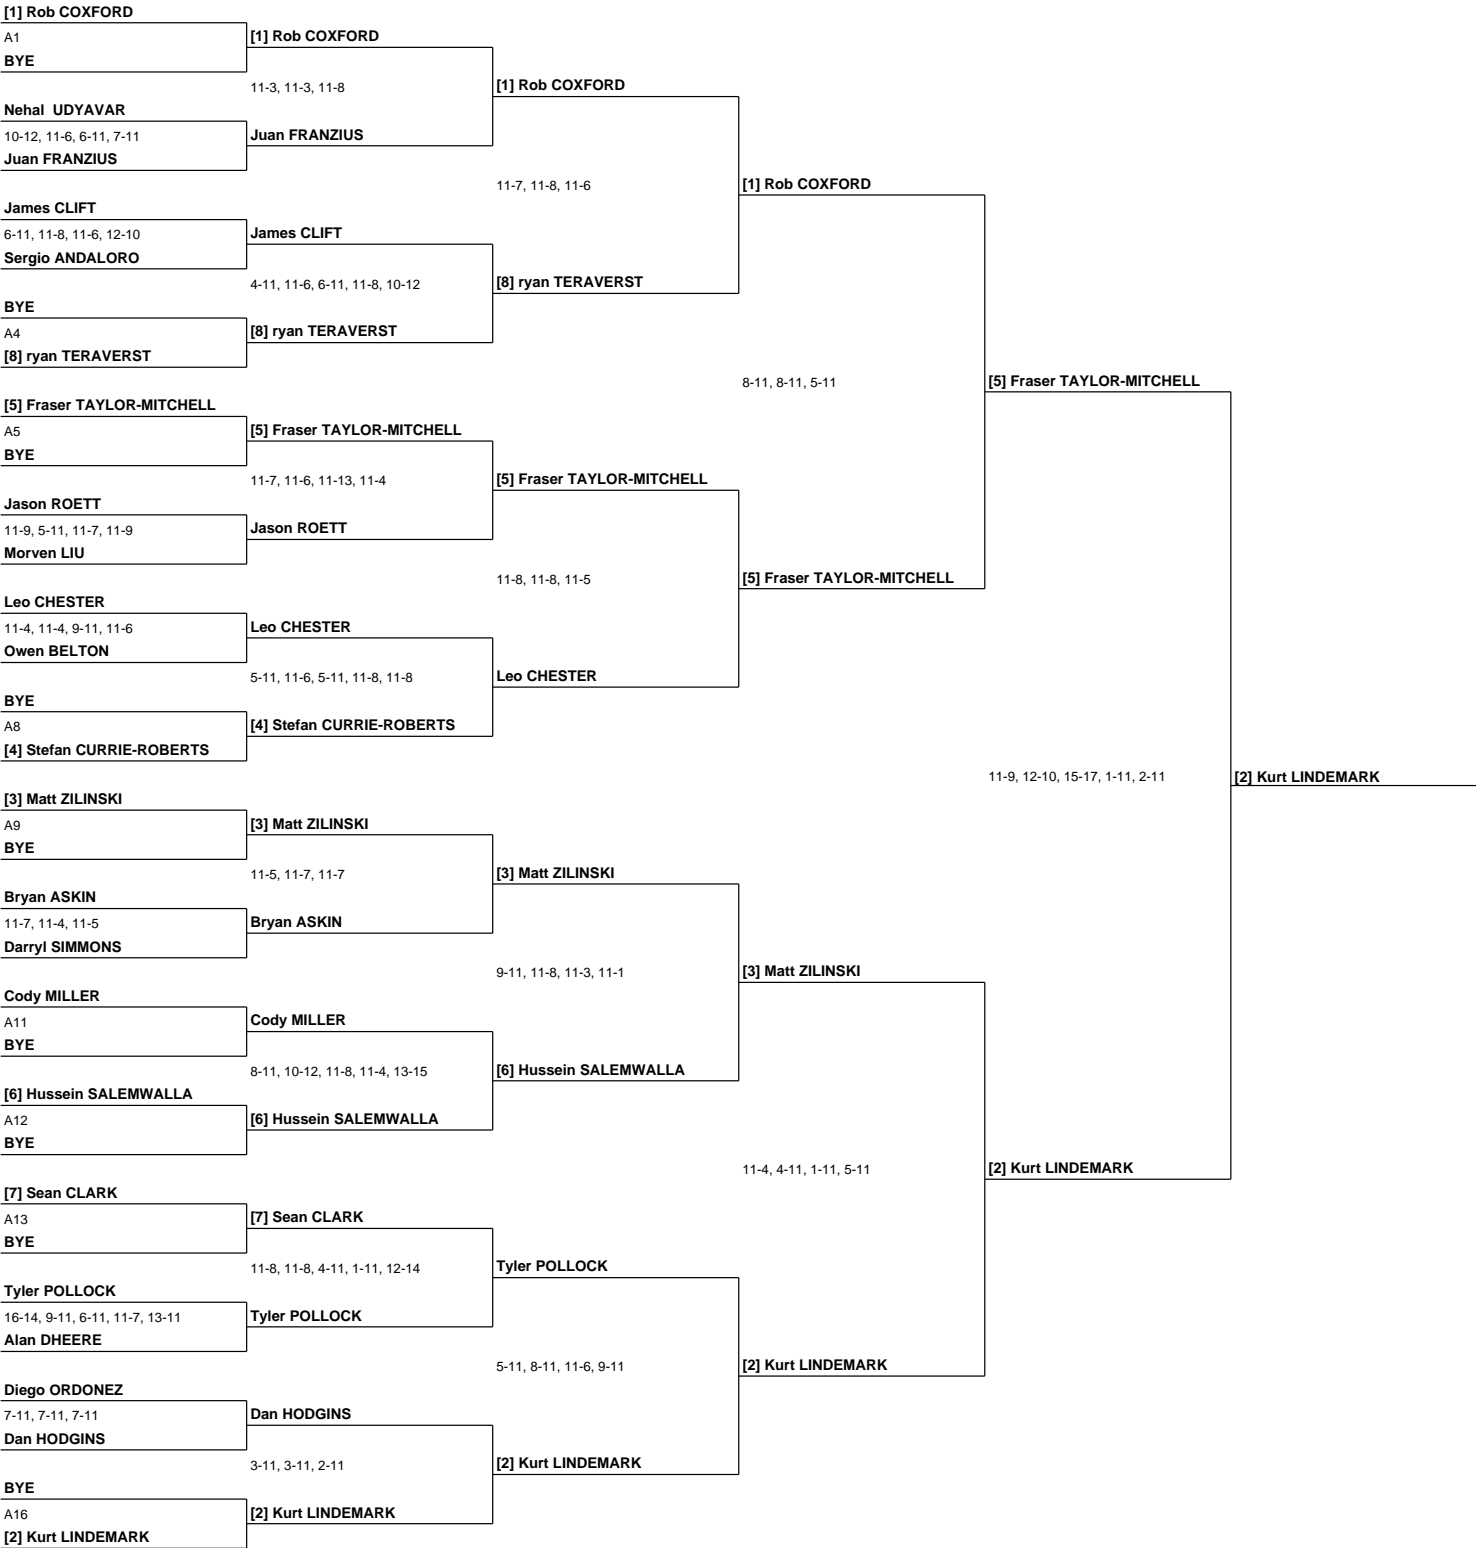 [1] Rob COXFORD
A1
BYE
[1] Rob COXFORD
11-3, 11-3, 11-8
[1] Rob COXFORD
Nehal  UDYAVAR
10-12, 11-6, 6-11, 7-11
Juan FRANZIUS
Juan FRANZIUS
11-7, 11-8, 11-6
[1] Rob COXFORD
James CLIFT
6-11, 11-8, 11-6, 12-10
Sergio ANDALORO
James CLIFT
4-11, 11-6, 6-11, 11-8, 10-12
[8] ryan TERAVERST
BYE
A4
[8] ryan TERAVERST
[8] ryan TERAVERST
8-11, 8-11, 5-11
[5] Fraser TAYLOR-MITCHELL
[5] Fraser TAYLOR-MITCHELL
A5
BYE
[5] Fraser TAYLOR-MITCHELL
11-7, 11-6, 11-13, 11-4
[5] Fraser TAYLOR-MITCHELL
Jason ROETT
11-9, 5-11, 11-7, 11-9
Morven LIU
Jason ROETT
11-8, 11-8, 11-5
[5] Fraser TAYLOR-MITCHELL
Leo CHESTER
11-4, 11-4, 9-11, 11-6
Owen BELTON
Leo CHESTER
5-11, 11-6, 5-11, 11-8, 11-8
Leo CHESTER
BYE
A8
[4] Stefan CURRIE-ROBERTS
[4] Stefan CURRIE-ROBERTS
11-9, 12-10, 15-17, 1-11, 2-11
[2] Kurt LINDEMARK
[3] Matt ZILINSKI
A9
BYE
[3] Matt ZILINSKI
11-5, 11-7, 11-7
[3] Matt ZILINSKI
Bryan ASKIN
11-7, 11-4, 11-5
Darryl SIMMONS
Bryan ASKIN
9-11, 11-8, 11-3, 11-1
[3] Matt ZILINSKI
Cody MILLER
A11
BYE
Cody MILLER
8-11, 10-12, 11-8, 11-4, 13-15
[6] Hussein SALEMWALLA
[6] Hussein SALEMWALLA
A12
BYE
[6] Hussein SALEMWALLA
11-4, 4-11, 1-11, 5-11
[2] Kurt LINDEMARK
[7] Sean CLARK
A13
BYE
[7] Sean CLARK
11-8, 11-8, 4-11, 1-11, 12-14
Tyler POLLOCK
Tyler POLLOCK
16-14, 9-11, 6-11, 11-7, 13-11
Alan DHEERE
Tyler POLLOCK
5-11, 8-11, 11-6, 9-11
[2] Kurt LINDEMARK
Diego ORDONEZ
7-11, 7-11, 7-11
Dan HODGINS
Dan HODGINS
3-11, 3-11, 2-11
[2] Kurt LINDEMARK
BYE
A16
[2] Kurt LINDEMARK
[2] Kurt LINDEMARK